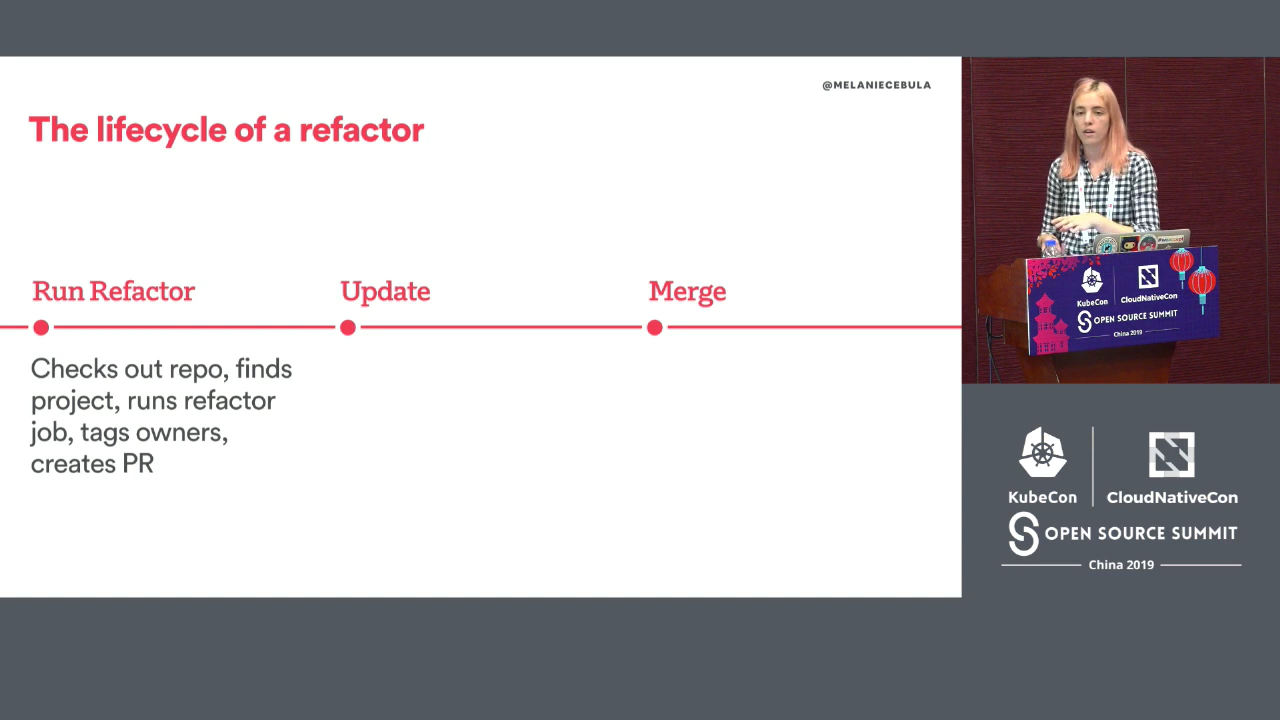 @MELANIECEBULA
The lifecycle of a refactor
Run Refactor
Update
Merge
Checks out repo, finds
project, runs refactor
job, tags owners,
creates PR
KubeCon
CloudNativeCon
OPEN SOURCE SUMMIT
China 2019
KubeCon
CloudNativeCon
OPEN SOURCE SUMMIT
China 2019